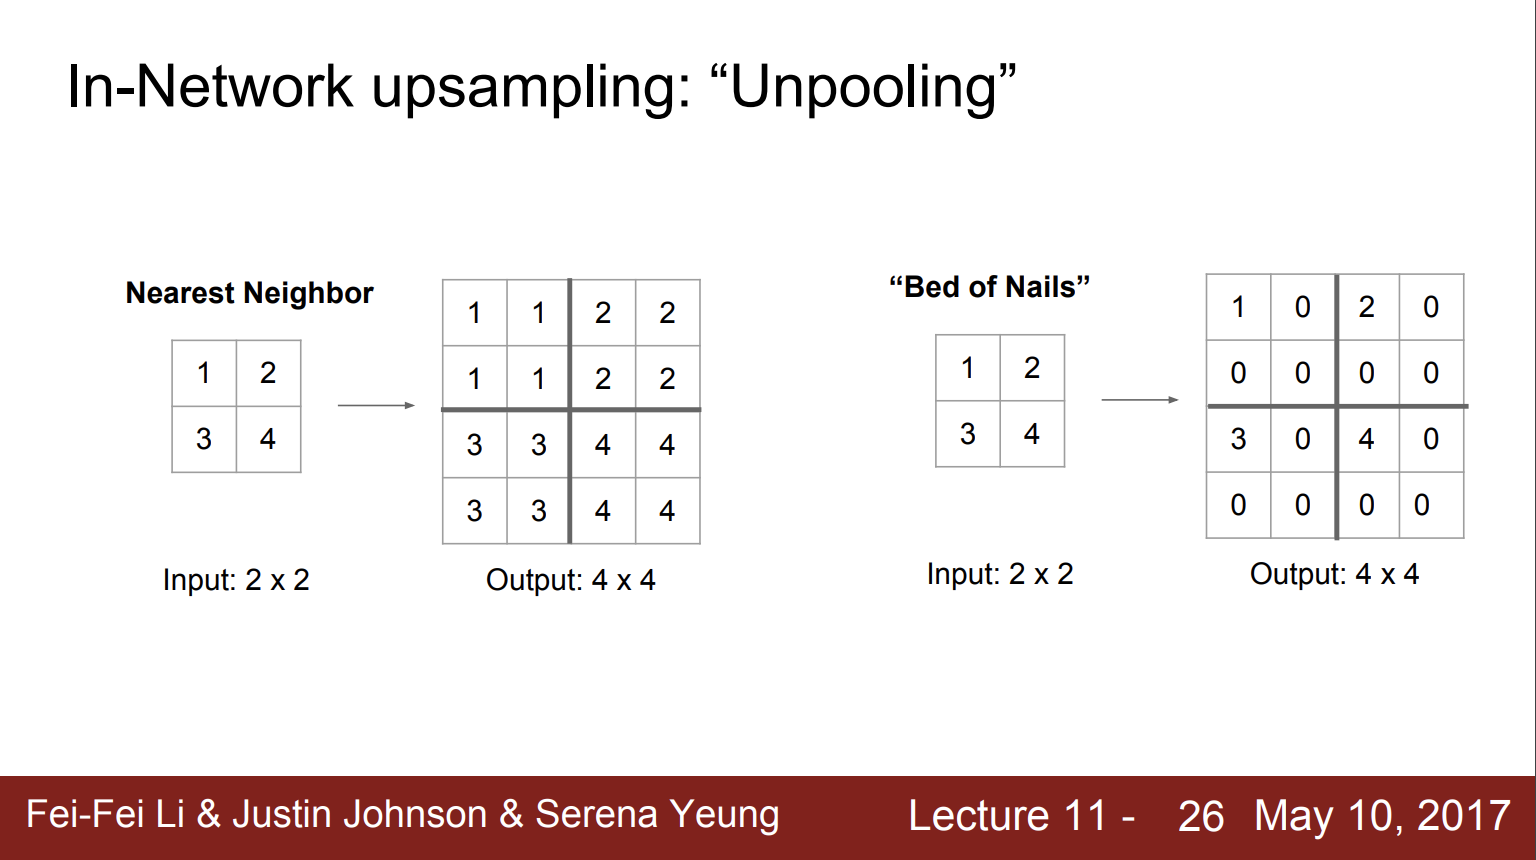 In-Network upsampling: “Unpooling”
Nearest Neighbor
1 2
3 4
Input: 2 x 2
1 1 2 2
1 1 2 2
3 3 4 4
3 3 4 4
Output: 4 x 4
“Bed of Nails”
1 2
3 4
Input: 2 x 2
1 0 2 0
0 0 0 0
3 0 4 0
0 0 0 0
Output: 4 x 4
Fei-Fei Li & Justin Johnson & Serena Yeung
Lecture 11 - 26 May 10, 2017